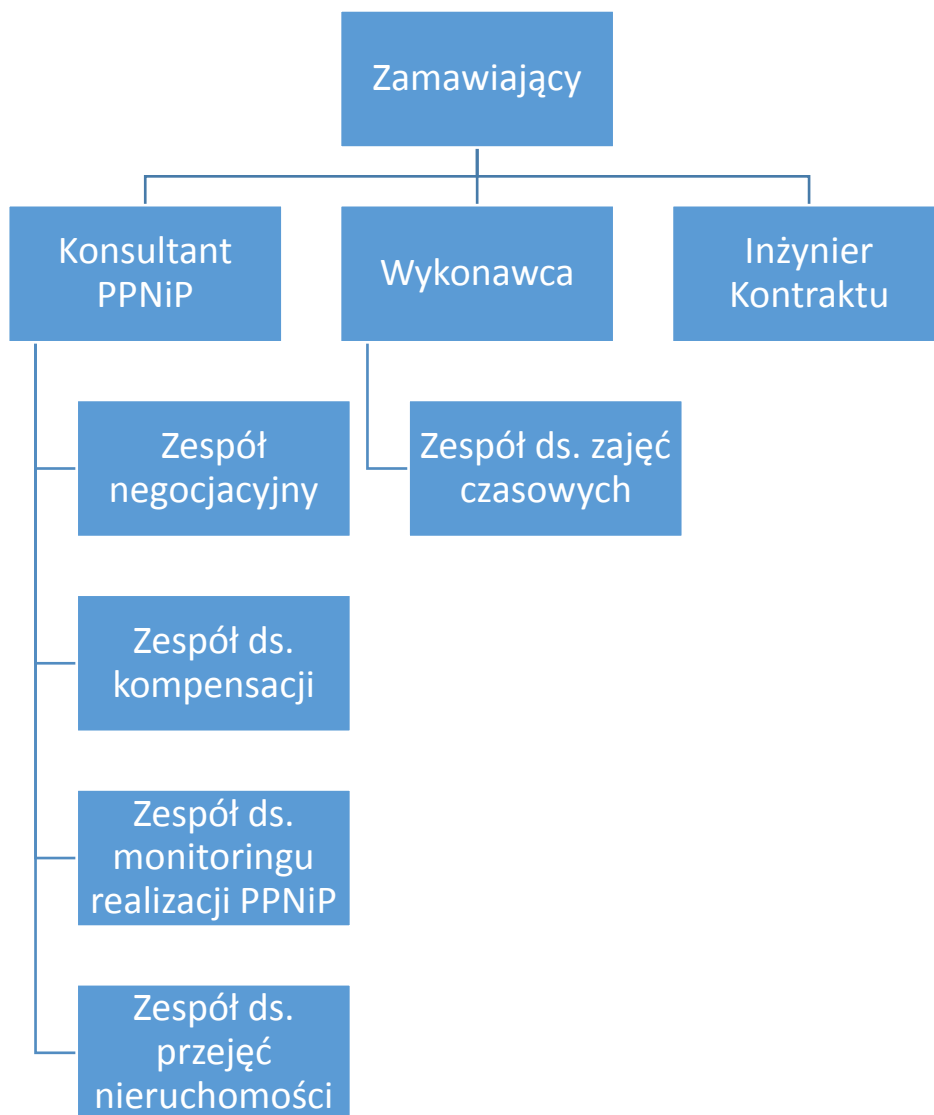 Zamawiający
Konsultant
PPNiP
Wykonawca
Inżynier
Kontraktu
Zespół
negocjacyjny
Zespół ds. zajęć
czasowych
Zespół ds.
kompensacji
Zespół ds.
monitoringu
realizacji PPNiP
Zespół ds.
przejęć
nieruchomości